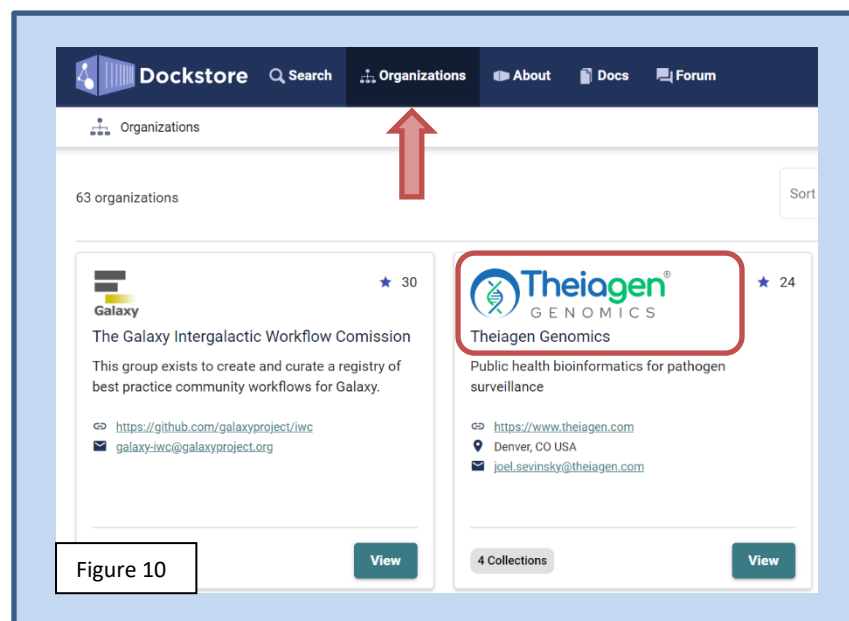 Dockstore Search Organizations About Docs Forum
Organizations
63 organizations
Sort
Galaxy
30
The Galaxy Intergalactic Workflow Comission
This group exists to create and curate a registry of
best practice community workflows for Galaxy.
https://github.com/galaxyproject/iwc
galaxy-iwc@galaxyproject.org
View
Theiagen®
GENOMICS
24
Theiagen Genomics
Public health bioinformatics for pathogen
surveillance
https://www.theiagen.com
Denver, CO USA
joel.sevinsky@theiagen.com
4 Collections
View
Figure 10